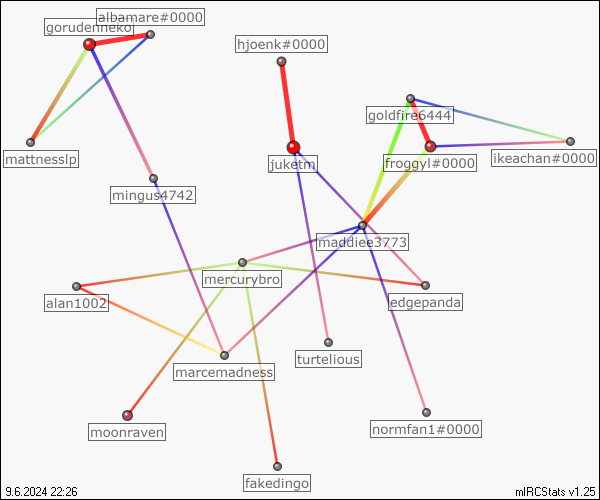 albamare#0000
gorudenneko
hjoenk#0000
goldfire6444
mattnesslp
juketm
froggyl#0000
ikeachan#0000
mingus4742
maddiee3773
mercurybro
alan1002
edgepanda
turtelious
marcemadness
moonraven
normfan1#0000
fakedingo
9.6.2024 22:26
mIRCStats v1.25